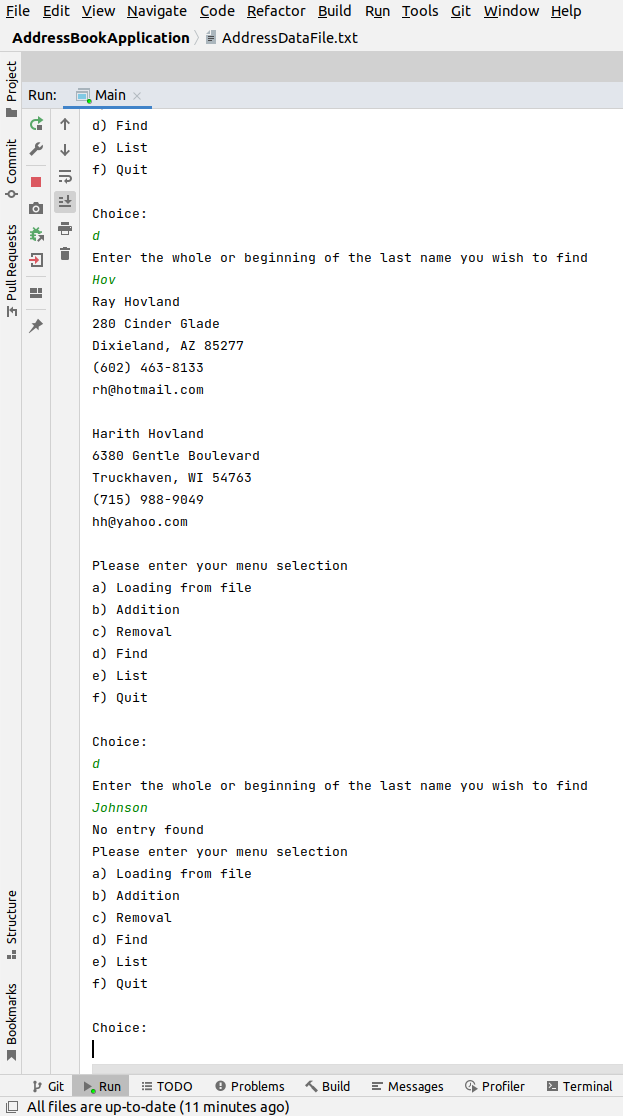 File Edit View Navigate Code Refactor Build Run Tools Git Window Help
AddressBookApplication AddressDataFile.txt
Project
Commit
Pull Requests
Structure
Bookmarks
Run: Main
d) Find
e) List
f) Quit
Choice:
d
Enter the whole or beginning of the last name you wish to find
Hov
Ray Hovland
280 Cinder Glade
Dixieland, AZ 85277
(602) 463-8133
rh@hotmail.com
Harith Hovland
6380 Gentle Boulevard
Truckhaven, WI 54763
(715) 988-9049
hh@yahoo.com
Please enter your menu selection
a) Loading from file
b) Addition
c) Removal
d) Find
e) List
f) Quit
Choice:
d
Enter the whole or beginning of the last name you wish to find
Johnson
No entry found
Please enter your menu selection
a) Loading from file
b) Addition
c) Removal
d) Find
e) List
f) Quit
Choice:
Git Run TODO Problems Build Messages Profiler Terminal
All files are up-to-date (11 minutes ago)